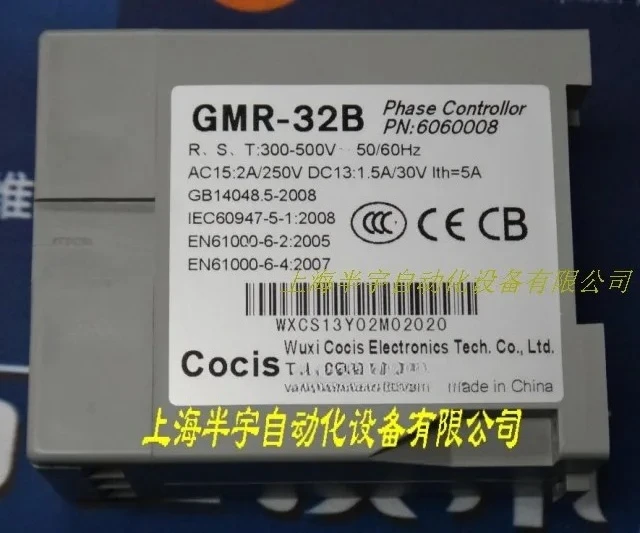 GMR-32B
Phase Controllor
PN:6060008
R、S、T:300-500V 50/60Hz
AC15:2A/250V DC13:1.5A/30V Ith=5A
GB14048.5-2008
IEC60947-5-1:2008
EN61000-6-2:2005
EN61000-6-4:2007
CCC CE CB
上海半宇自动化设备有限公司
WXCS13Y02M02020
Cocis
Wuxi Cocis Electronics Tech. Co., Ltd.
made in China
上海半宇自动化设备有限公司